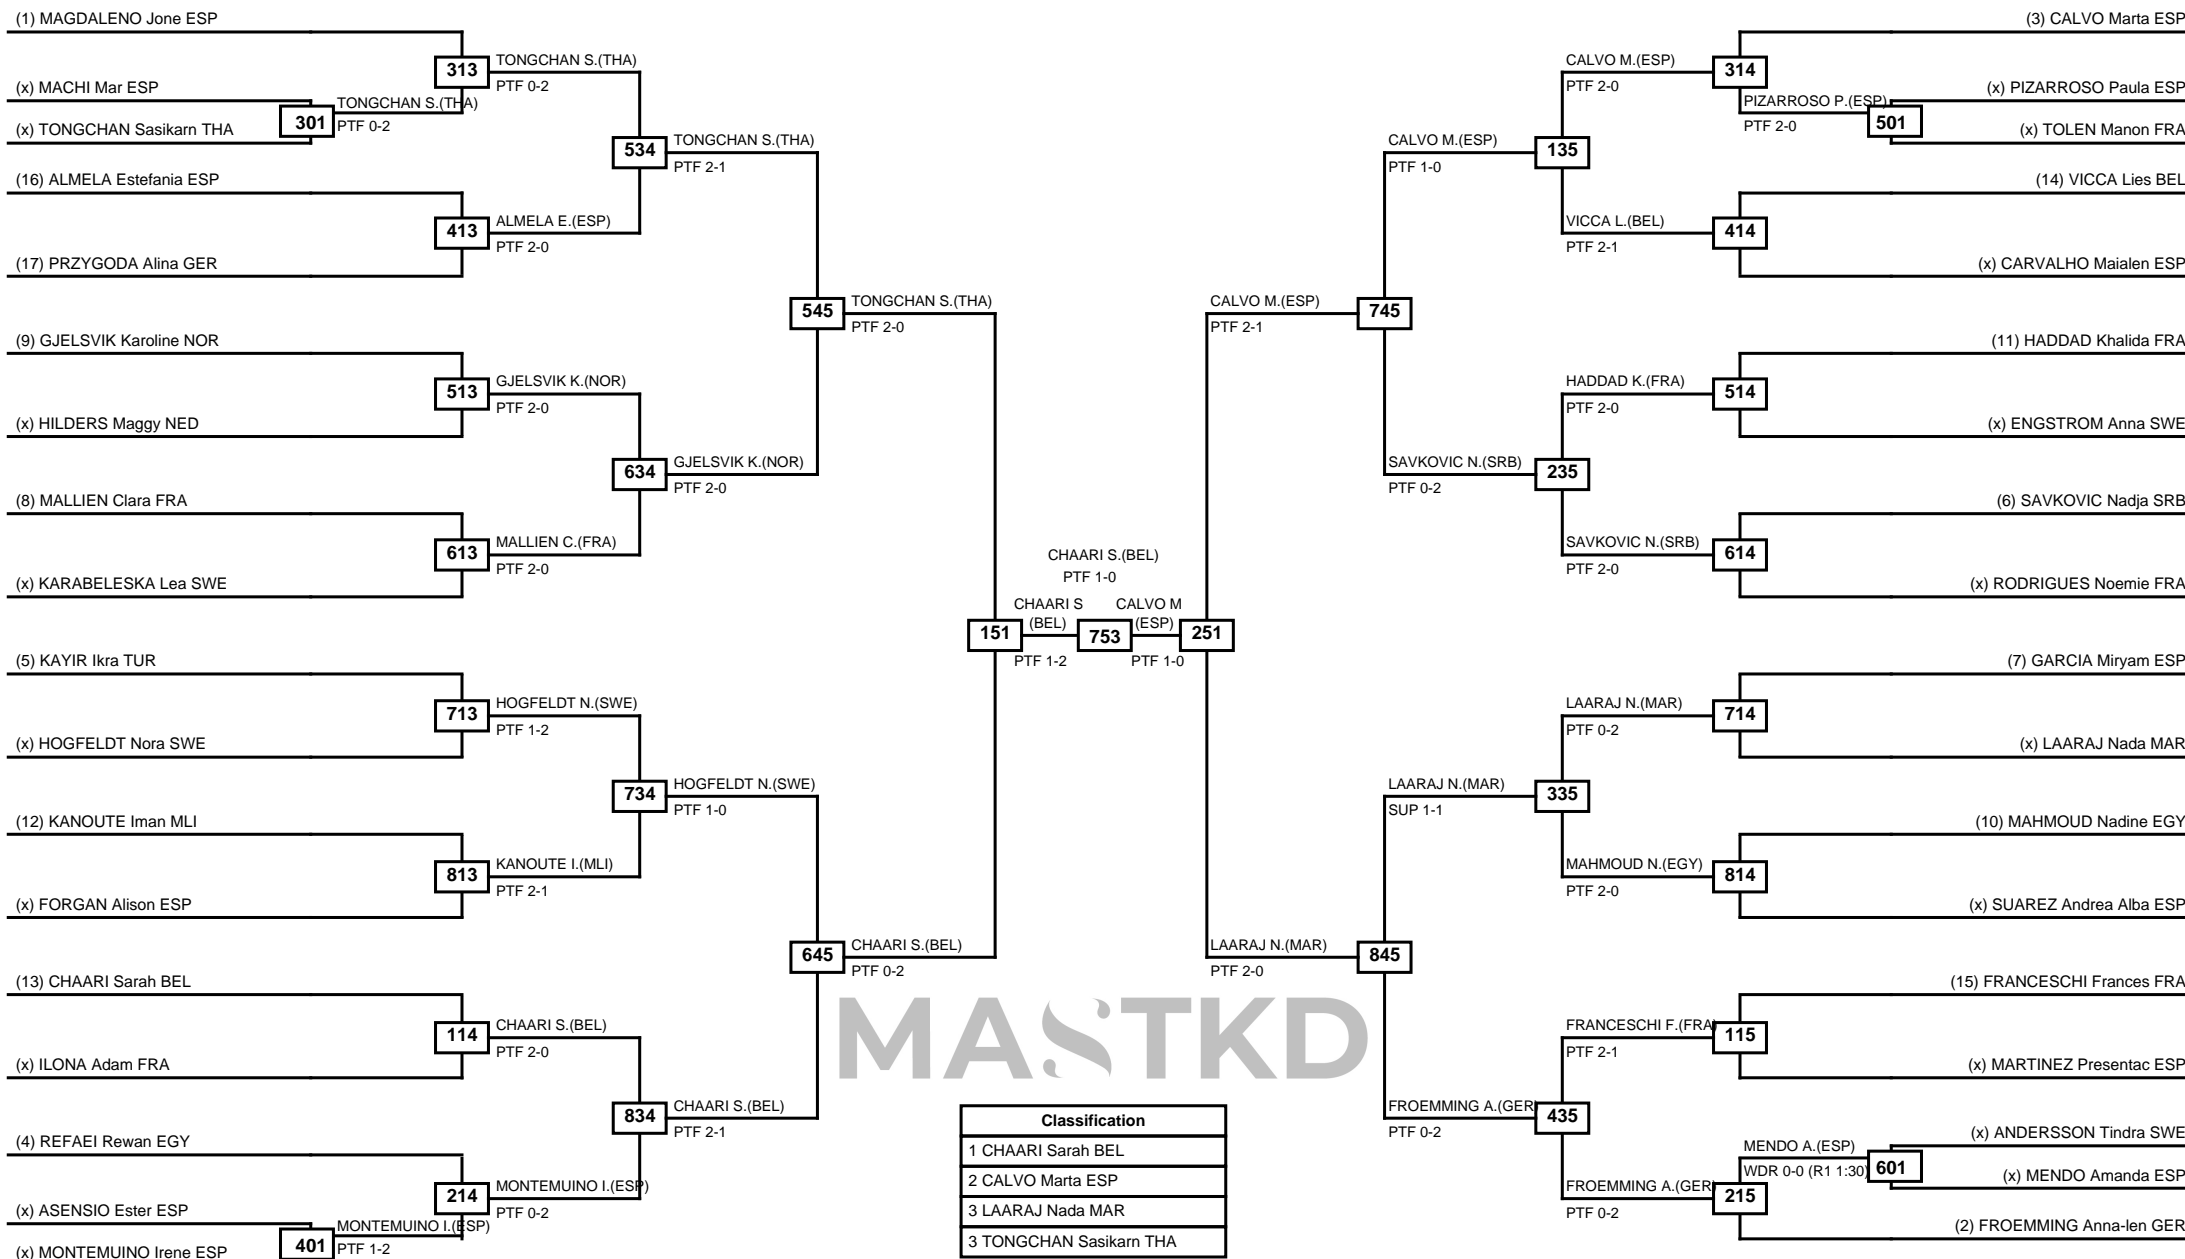 (1) MAGDALENO Jone ESP
(x) MACHI Mar ESP
(x) TONGCHAN Sasikarn THA
(16) ALMELA Estefania ESP
(17) PRZYGODA Alina GER
(9) GJELSVIK Karoline NOR
(x) HILDERS Maggy NED
(8) MALLIEN Clara FRA
(x) KARABELESKA Lea SWE
(5) KAYIR Ikra TUR
(x) HOGFELDT Nora SWE
(12) KANOUTE Iman MLI
(x) FORGAN Alison ESP
(13) CHAARI Sarah BEL
(x) ILONA Adam FRA
(4) REFAEI Rewan EGY
(x) ASENSIO Ester ESP
(x) MONTEMUINO Irene ESP
301
TONGCHAN S.(THA)
PTF 0-2
401
MONTEMUINO I.(ESP)
PTF 1-2
313
TONGCHAN S.(THA)
PTF 0-2
413
ALMELA E.(ESP)
PTF 2-0
513
GJELSVIK K.(NOR)
PTF 2-0
613
MALLIEN C.(FRA)
PTF 2-0
713
HOGFELDT N.(SWE)
PTF 1-2
813
KANOUTE I.(MLI)
PTF 2-1
114
CHAARI S.(BEL)
PTF 2-0
214
MONTEMUINO I.(ESP)
PTF 0-2
534
TONGCHAN S.(THA)
PTF 2-1
634
GJELSVIK K.(NOR)
PTF 2-0
734
HOGFELDT N.(SWE)
PTF 1-0
834
CHAARI S.(BEL)
PTF 2-1
545
TONGCHAN S.(THA)
PTF 2-0
645
CHAARI S.(BEL)
PTF 0-2
151
CHAARI S
(BEL)
PTF 1-2
CHAARI S.(BEL)
PTF 1-0
753
CALVO M
(ESP)
PTF 1-0
251
CALVO M.(ESP)
PTF 2-1
745
LAARAJ N.(MAR)
PTF 2-0
845
CALVO M.(ESP)
PTF 1-0
135
SAVKOVIC N.(SRB)
PTF 0-2
235
LAARAJ N.(MAR)
SUP 1-1
335
FROEMMING A.(GER)
PTF 0-2
435
CALVO M.(ESP)
PTF 2-0
314
VICCA L.(BEL)
PTF 2-1
414
HADDAD K.(FRA)
PTF 2-0
514
SAVKOVIC N.(SRB)
PTF 2-0
614
LAARAJ N.(MAR)
PTF 0-2
714
MAHMOUD N.(EGY)
PTF 2-0
814
FRANCESCHI F.(FRA)
PTF 2-1
115
FROEMMING A.(GER)
PTF 0-2
215
PIZARROSO P.(ESP)
PTF 2-0
501
MENDO A.(ESP)
WDR 0-0 (R1 1:30)
601
(3) CALVO Marta ESP
(x) PIZARROSO Paula ESP
(x) TOLEN Manon FRA
(14) VICCA Lies BEL
(x) CARVALHO Maialen ESP
(11) HADDAD Khalida FRA
(x) ENGSTROM Anna SWE
(6) SAVKOVIC Nadja SRB
(x) RODRIGUES Noemie FRA
(7) GARCIA Miryam ESP
(x) LAARAJ Nada MAR
(10) MAHMOUD Nadine EGY
(x) SUAREZ Andrea Alba ESP
(15) FRANCESCHI Frances FRA
(x) MARTINEZ Presentac ESP
(x) ANDERSSON Tindra SWE
(x) MENDO Amanda ESP
(2) FROEMMING Anna-len GER
MASTKD
Classification
1 CHAARI Sarah BEL
2 CALVO Marta ESP
3 LAARAJ Nada MAR
3 TONGCHAN Sasikarn THA